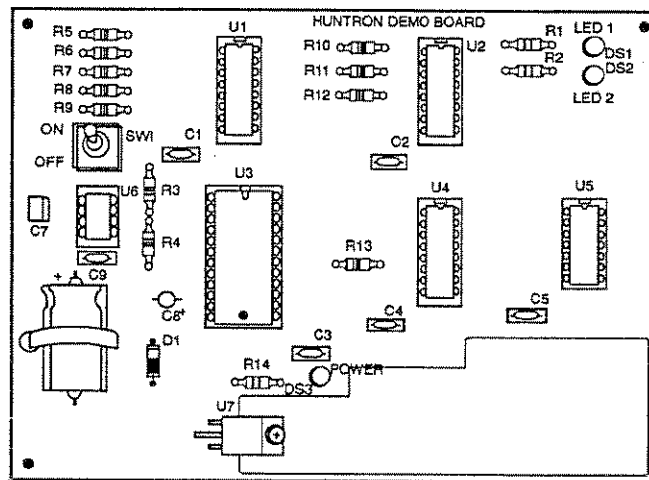 HUNTRON DEMO BOARD
R5
R6
R7
R8
R9
U1
R10
R11
R12
U2
R1
R2
LED 1
DS1
DS2
LED 2
ON
OFF
SWI
C1
C2
U6
R3
R4
U3
U4
U5
C7
C9
R13
+
C8+
D1
C4
C5
C3
R14
DS3
POWER
U7
+